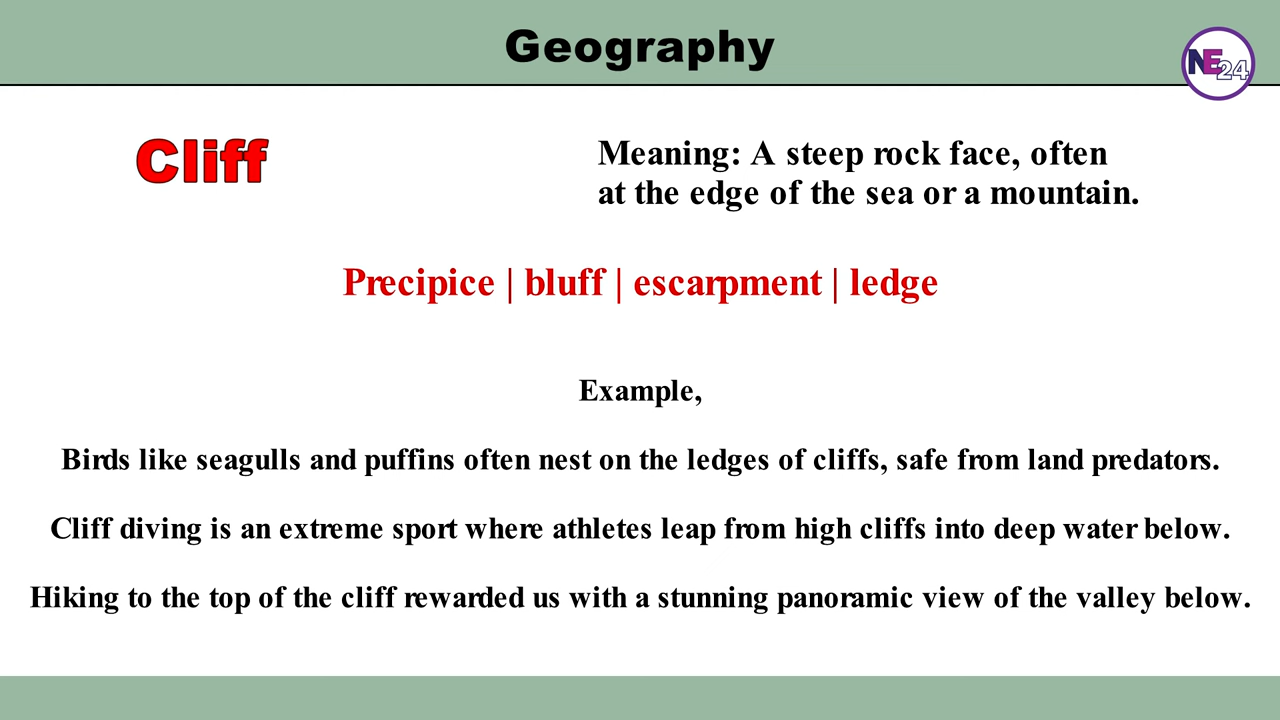 Geography
NE24
Cliff
Meaning: A steep rock face, often
at the edge of the sea or a mountain.
Precipice | bluff | escarpment | ledge
Example,
Birds like seagulls and puffins often nest on the ledges of cliffs, safe from land predators.
Cliff diving is an extreme sport where athletes leap from high cliffs into deep water below.
Hiking to the top of the cliff rewarded us with a stunning panoramic view of the valley below.